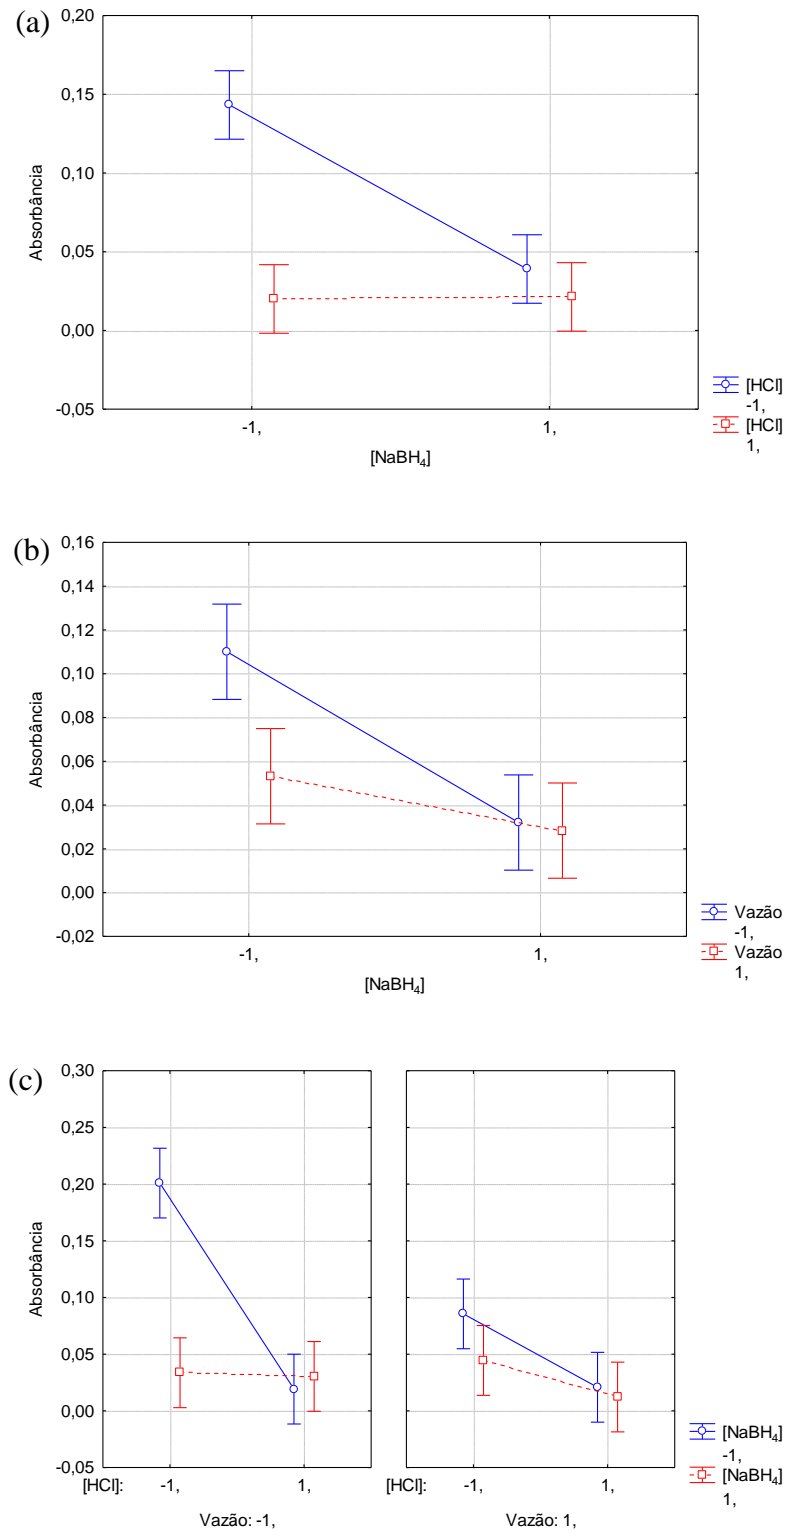 (a)
0,20
0,15
0,10
0,05
0,00
-0,05
Absorbância
-1,
1,
[NaBH₄]
[HCl]
-1,
[HCl]
1,
(b)
0,16
0,14
0,12
0,10
0,08
0,06
0,04
0,02
0,00
-0,02
Absorbância
-1,
1,
[NaBH₄]
Vazão
-1,
Vazão
1,
(c)
0,30
0,25
0,20
0,15
0,10
0,05
0,00
-0,05
Absorbância
[HCl]: -1, 1,
Vazão: -1,
[HCl]: -1, 1,
Vazão: 1,
[NaBH₄]
-1,
[NaBH₄]
1,